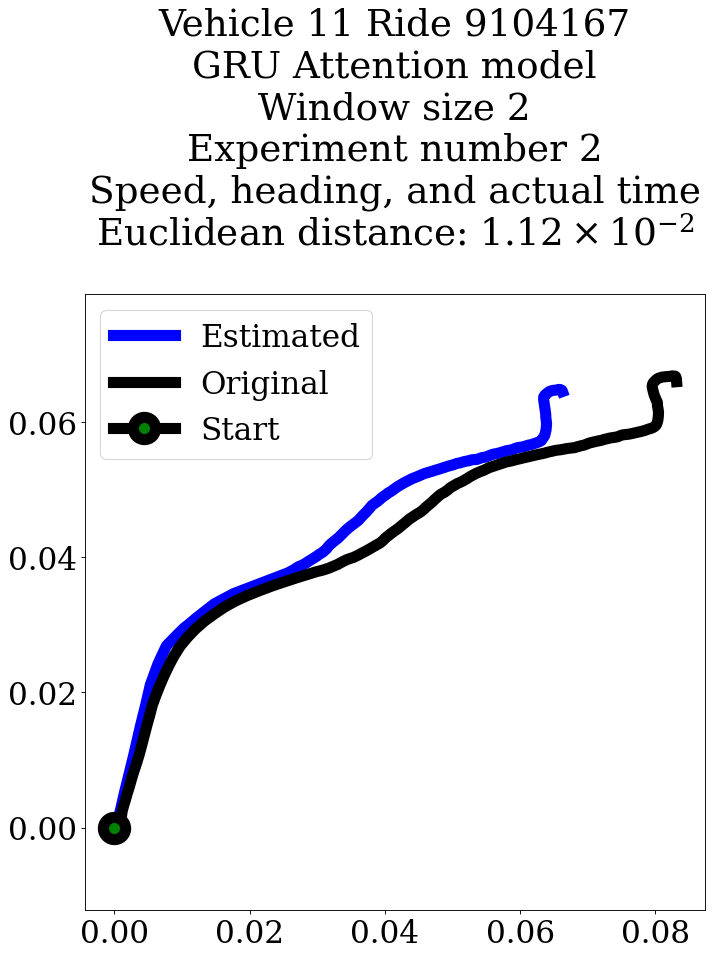 Vehicle 11 Ride 9104167
GRU Attention model
Window size 2
Experiment number 2
Speed, heading, and actual time
Euclidean distance: 1.12 × 10⁻²
Estimated
Original
Start
0.06
0.04
0.02
0.00
0.00 0.02 0.04 0.06 0.08